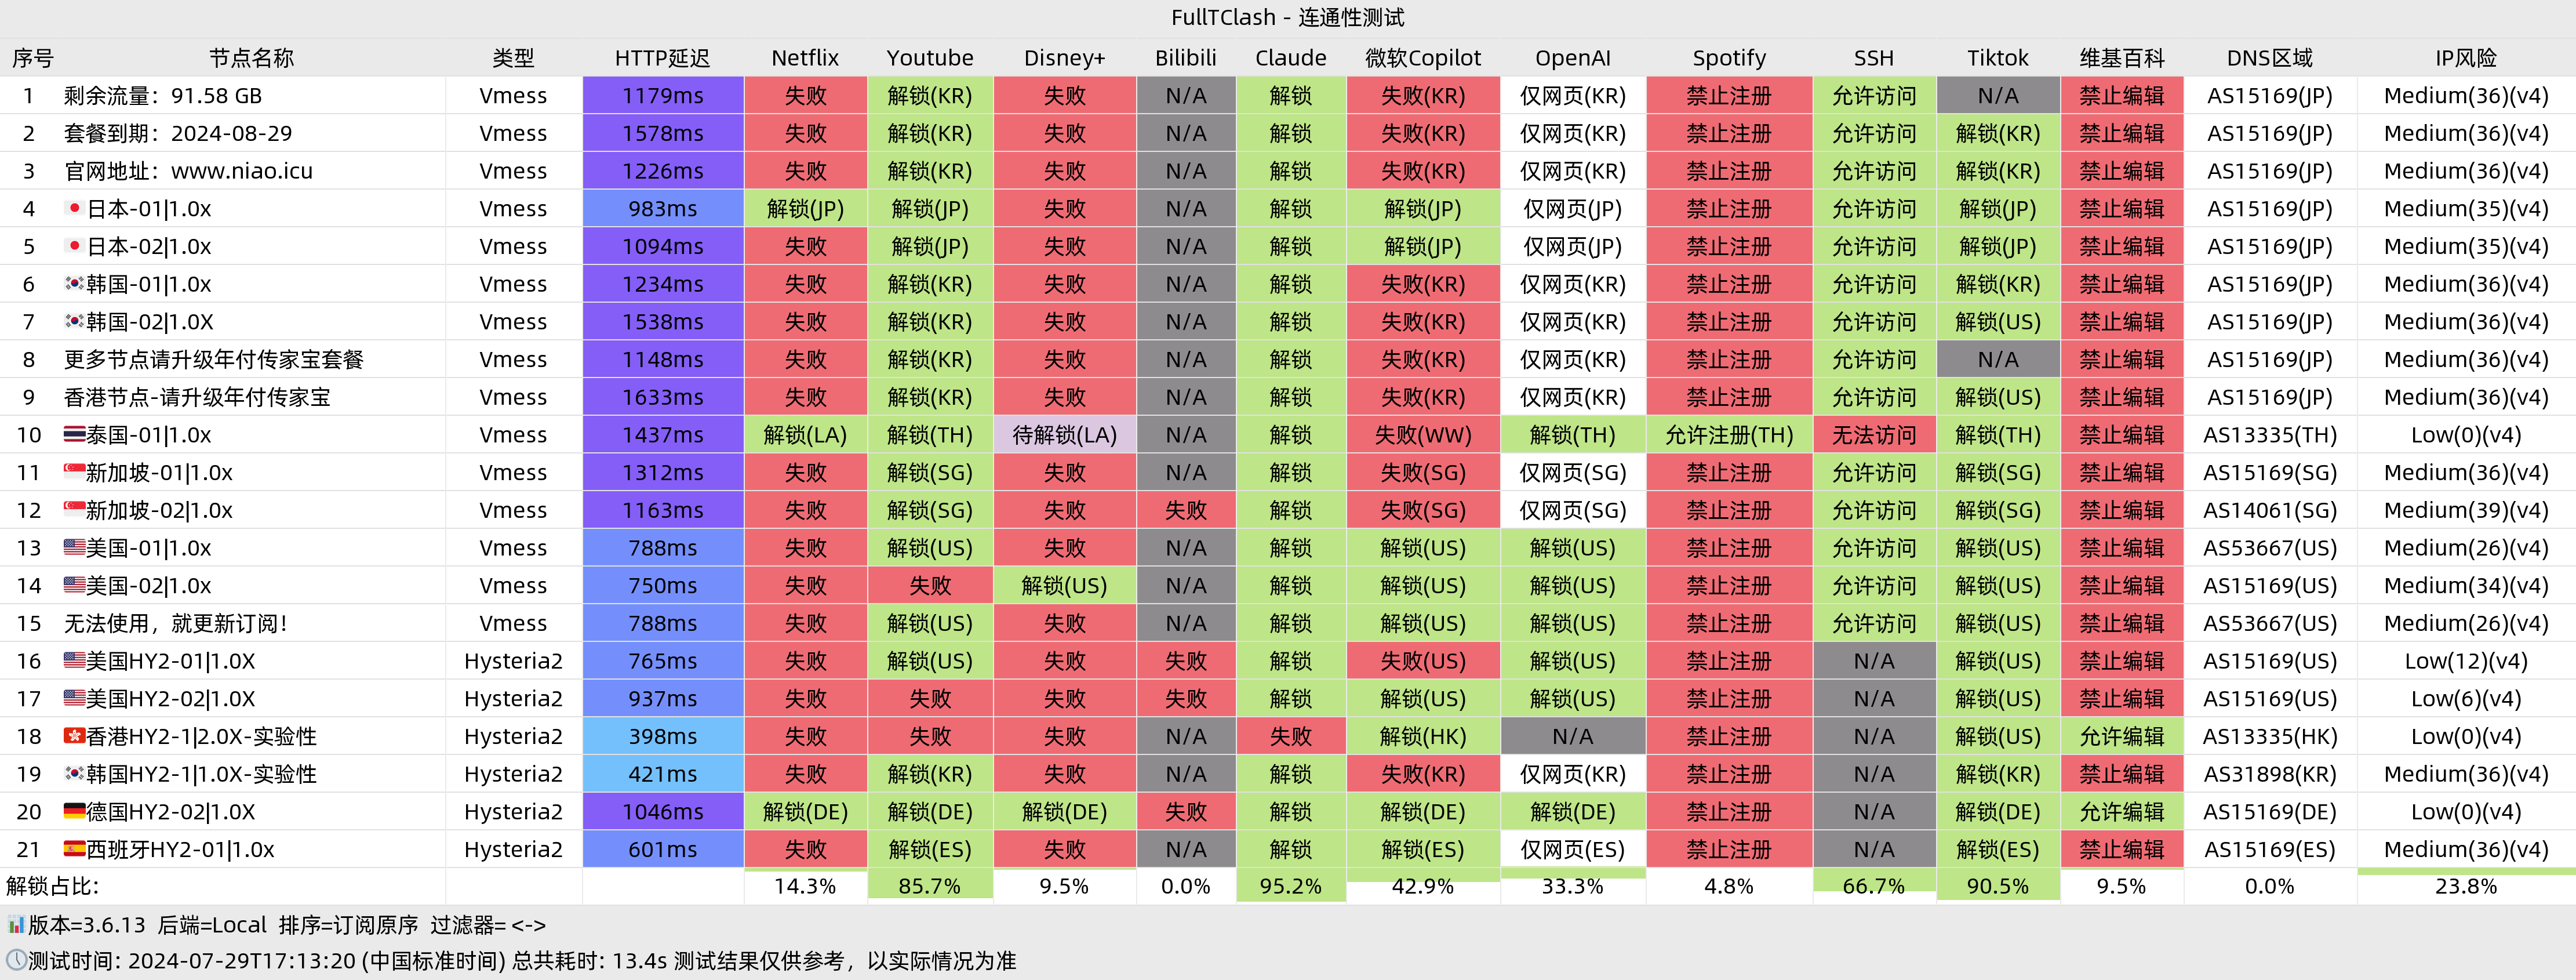 FullTClash - 连通性测试
序号 节点名称 类型 HTTP延迟 Netflix Youtube Disney+ Bilibili Claude 微软Copilot OpenAI Spotify SSH Tiktok 维基百科 DNS区域 IP风险
1 剩余流量：91.58 GB Vmess 1179ms 失败 解锁(KR) 失败 N/A 解锁 失败(KR) 仅网页(KR) 禁止注册 允许访问 N/A 禁止编辑 AS15169(JP) Medium(36)(v4)
2 套餐到期：2024-08-29 Vmess 1578ms 失败 解锁(KR) 失败 N/A 解锁 失败(KR) 仅网页(KR) 禁止注册 允许访问 解锁(KR) 禁止编辑 AS15169(JP) Medium(36)(v4)
3 官网地址：www.niao.icu Vmess 1226ms 失败 解锁(KR) 失败 N/A 解锁 失败(KR) 仅网页(KR) 禁止注册 允许访问 解锁(KR) 禁止编辑 AS15169(JP) Medium(36)(v4)
4 日本-01|1.0x Vmess 983ms 解锁(JP) 解锁(JP) 失败 N/A 解锁 解锁(JP) 仅网页(JP) 禁止注册 允许访问 解锁(JP) 禁止编辑 AS15169(JP) Medium(35)(v4)
5 日本-02|1.0x Vmess 1094ms 失败 解锁(JP) 失败 N/A 解锁 解锁(JP) 仅网页(JP) 禁止注册 允许访问 解锁(JP) 禁止编辑 AS15169(JP) Medium(35)(v4)
6 韩国-01|1.0x Vmess 1234ms 失败 解锁(KR) 失败 N/A 解锁 失败(KR) 仅网页(KR) 禁止注册 允许访问 解锁(KR) 禁止编辑 AS15169(JP) Medium(36)(v4)
7 韩国-02|1.0X Vmess 1538ms 失败 解锁(KR) 失败 N/A 解锁 失败(KR) 仅网页(KR) 禁止注册 允许访问 解锁(US) 禁止编辑 AS15169(JP) Medium(36)(v4)
8 更多节点请升级年付传家宝套餐 Vmess 1148ms 失败 解锁(KR) 失败 N/A 解锁 失败(KR) 仅网页(KR) 禁止注册 允许访问 N/A 禁止编辑 AS15169(JP) Medium(36)(v4)
9 香港节点-请升级年付传家宝 Vmess 1633ms 失败 解锁(KR) 失败 N/A 解锁 失败(KR) 仅网页(KR) 禁止注册 允许访问 解锁(US) 禁止编辑 AS15169(JP) Medium(36)(v4)
10 泰国-01|1.0x Vmess 1437ms 解锁(LA) 解锁(TH) 待解锁(LA) N/A 解锁 失败(WW) 解锁(TH) 允许注册(TH) 无法访问 解锁(TH) 禁止编辑 AS13335(TH) Low(0)(v4)
11 新加坡-01|1.0x Vmess 1312ms 失败 解锁(SG) 失败 N/A 解锁 失败(SG) 仅网页(SG) 禁止注册 允许访问 解锁(SG) 禁止编辑 AS15169(SG) Medium(36)(v4)
12 新加坡-02|1.0x Vmess 1163ms 失败 解锁(SG) 失败 失败 解锁 失败(SG) 仅网页(SG) 禁止注册 允许访问 解锁(SG) 禁止编辑 AS14061(SG) Medium(39)(v4)
13 美国-01|1.0x Vmess 788ms 失败 解锁(US) 失败 N/A 解锁 解锁(US) 解锁(US) 禁止注册 允许访问 解锁(US) 禁止编辑 AS53667(US) Medium(26)(v4)
14 美国-02|1.0x Vmess 750ms 失败 失败 解锁(US) N/A 解锁 解锁(US) 解锁(US) 禁止注册 允许访问 解锁(US) 禁止编辑 AS15169(US) Medium(34)(v4)
15 无法使用，就更新订阅！ Vmess 788ms 失败 解锁(US) 失败 N/A 解锁 解锁(US) 解锁(US) 禁止注册 允许访问 解锁(US) 禁止编辑 AS53667(US) Medium(26)(v4)
16 美国HY2-01|1.0X Hysteria2 765ms 失败 解锁(US) 失败 失败 解锁 失败(US) 解锁(US) 禁止注册 N/A 解锁(US) 禁止编辑 AS15169(US) Low(12)(v4)
17 美国HY2-02|1.0X Hysteria2 937ms 失败 失败 失败 失败 解锁 解锁(US) 解锁(US) 禁止注册 N/A 解锁(US) 禁止编辑 AS15169(US) Low(6)(v4)
18 香港HY2-1|2.0X-实验性 Hysteria2 398ms 失败 失败 失败 N/A 失败 解锁(HK) N/A 禁止注册 N/A 解锁(US) 允许编辑 AS13335(HK) Low(0)(v4)
19 韩国HY2-1|1.0X-实验性 Hysteria2 421ms 失败 解锁(KR) 失败 N/A 解锁 失败(KR) 仅网页(KR) 禁止注册 N/A 解锁(KR) 禁止编辑 AS31898(KR) Medium(36)(v4)
20 德国HY2-02|1.0X Hysteria2 1046ms 解锁(DE) 解锁(DE) 解锁(DE) 失败 解锁 解锁(DE) 解锁(DE) 禁止注册 N/A 解锁(DE) 允许编辑 AS15169(DE) Low(0)(v4)
21 西班牙HY2-01|1.0x Hysteria2 601ms 失败 解锁(ES) 失败 N/A 解锁 解锁(ES) 仅网页(ES) 禁止注册 N/A 解锁(ES) 禁止编辑 AS15169(ES) Medium(36)(v4)
解锁占比: 14.3% 85.7% 9.5% 0.0% 95.2% 42.9% 33.3% 4.8% 66.7% 90.5% 9.5% 0.0% 23.8%
版本=3.6.13 后端=Local 排序=订阅原序 过滤器= <->
测试时间: 2024-07-29T17:13:20 (中国标准时间) 总共耗时: 13.4s 测试结果仅供参考，以实际情况为准